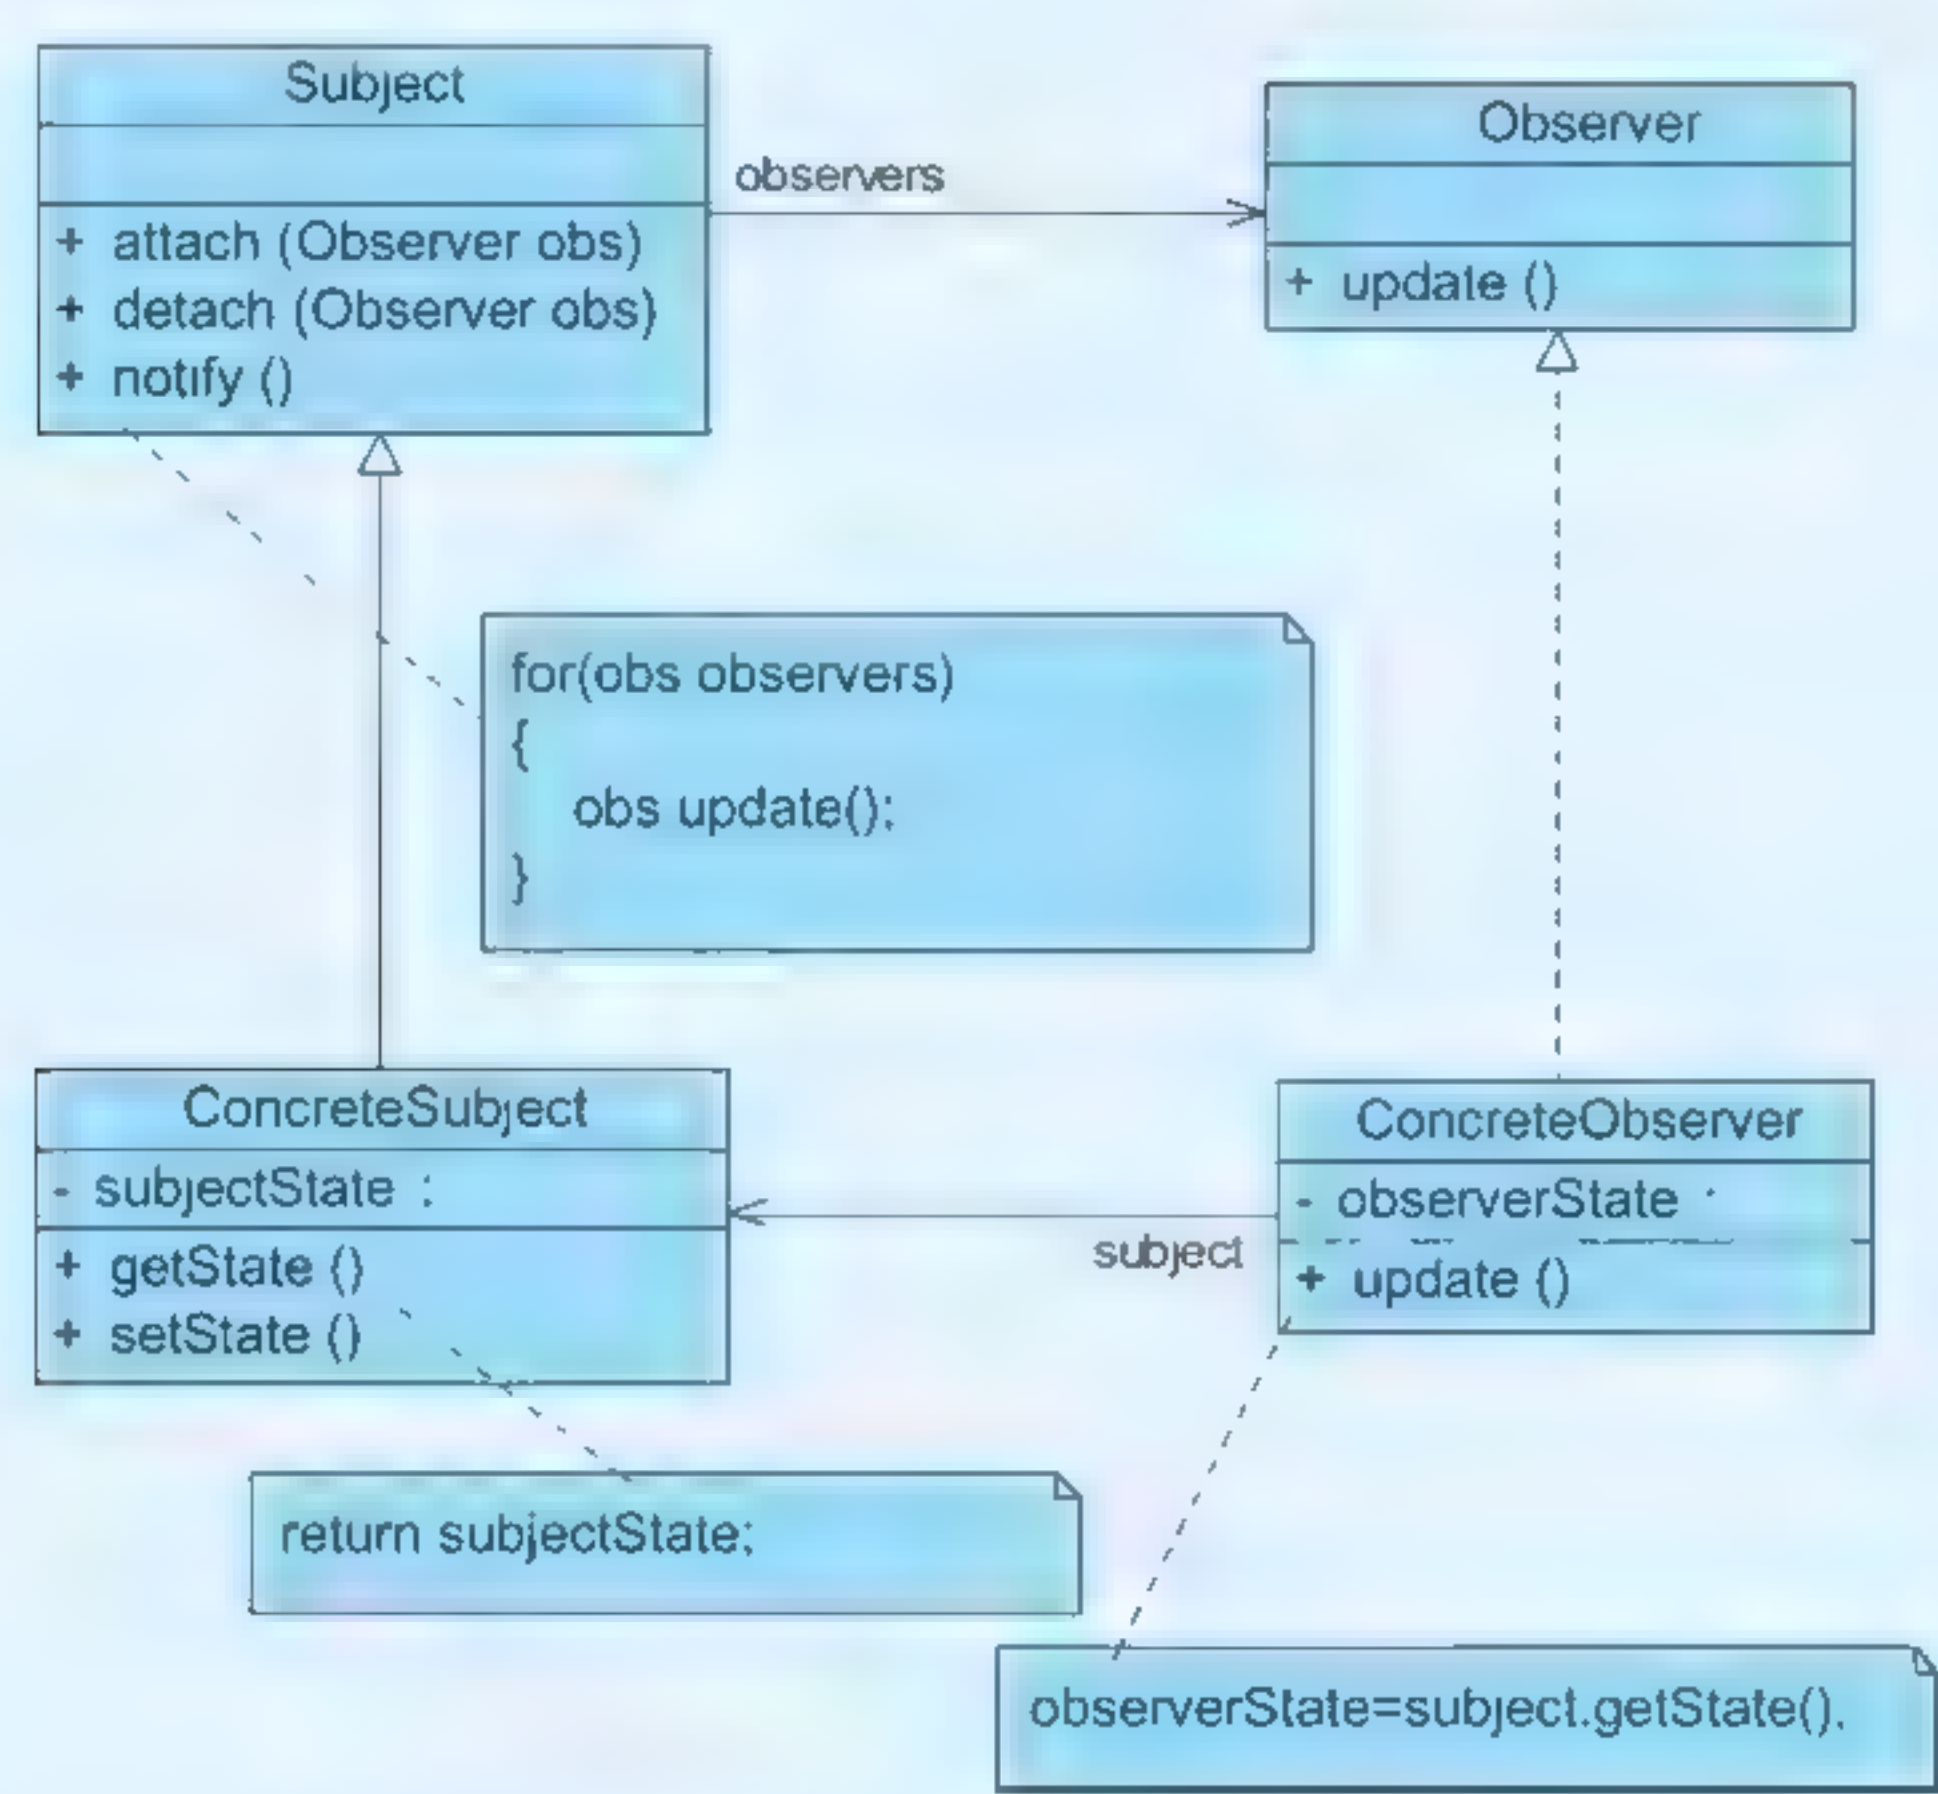 Subject
+ attach (Observer obs)
+ detach (Observer obs)
+ notify ()
observers
Observer
+ update ()
for(obs observers)
{
obs update();
}
ConcreteSubject
- subjectState :
+ getState ()
+ setState ()
subject
ConcreteObserver
- observerState :
+ update ()
return subjectState;
observerState=subject.getState(),